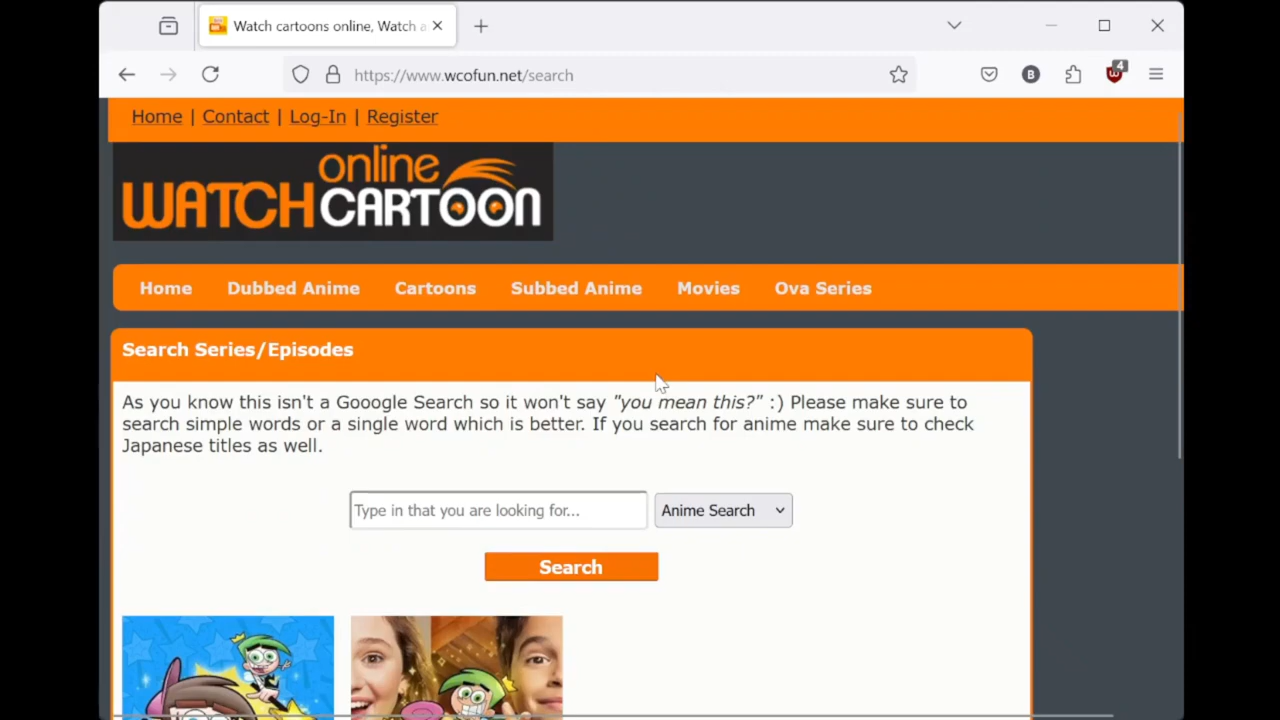 Watch cartoons online, Watch a
https://www.wcofun.net/search
B
4
Home | Contact | Log-In | Register
online
WATCH CARTOON
Home Dubbed Anime Cartoons Subbed Anime Movies Ova Series
Search Series/Episodes
As you know this isn't a Gooogle Search so it won't say "you mean this?" :) Please make sure to
search simple words or a single word which is better. If you search for anime make sure to check
Japanese titles as well.
Type in that you are looking for... Anime Search
Search